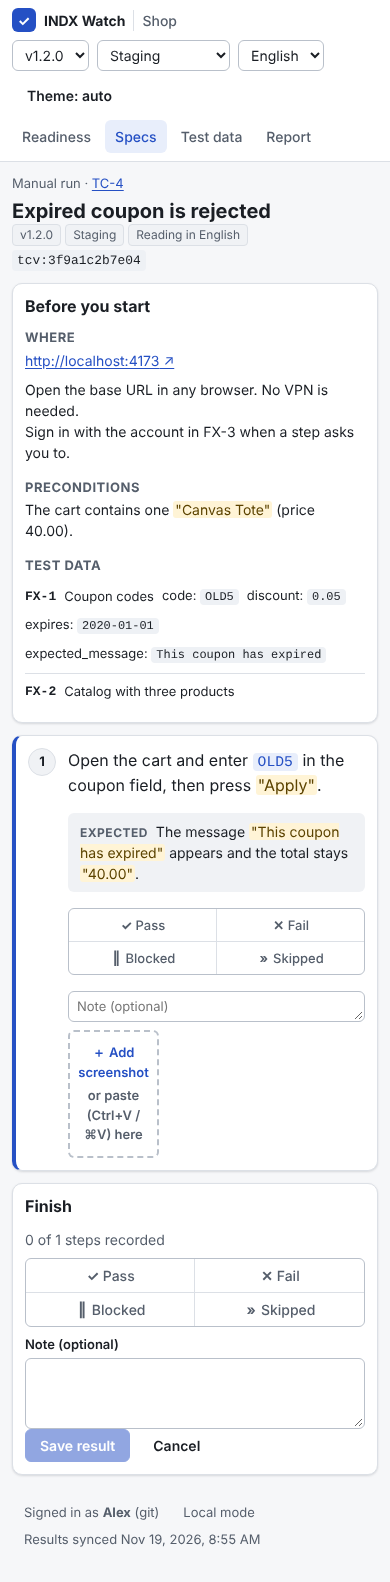 INDX Watch Shop
v1.2.0 Staging English
Theme: auto
Readiness Specs Test data Report
Manual run · TC-4
Expired coupon is rejected
v1.2.0 Staging Reading in English
tcv:3f9a1c2b7e04
Before you start
WHERE
http://localhost:4173 ↗
Open the base URL in any browser. No VPN is
needed.
Sign in with the account in FX-3 when a step asks
you to.
PRECONDITIONS
The cart contains one "Canvas Tote" (price
40.00).
TEST DATA
FX-1 Coupon codes code: OLD5 discount: 0.05
expires: 2020-01-01
expected_message: This coupon has expired
FX-2 Catalog with three products
1 Open the cart and enter OLD5 in the
coupon field, then press "Apply".
EXPECTED The message "This coupon
has expired" appears and the total stays
"40.00".
✓ Pass ✕ Fail
‖ Blocked » Skipped
Note (optional)
+ Add
screenshot
or paste
(Ctrl+V /
⌘V) here
Finish
0 of 1 steps recorded
✓ Pass ✕ Fail
‖ Blocked » Skipped
Note (optional)
Save result Cancel
Signed in as Alex (git) Local mode
Results synced Nov 19, 2026, 8:55 AM